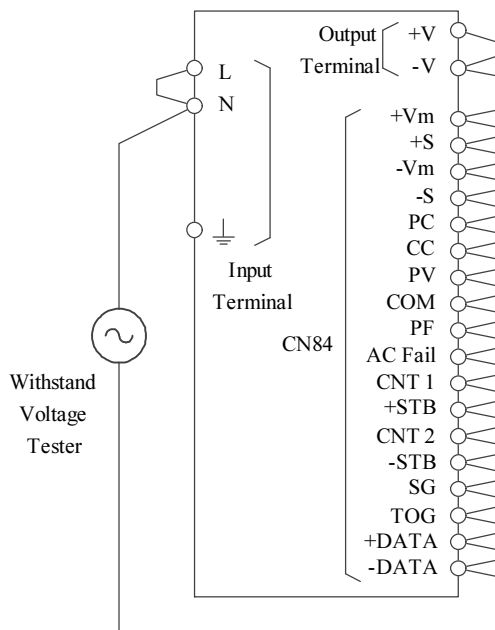 L
N
Input
Terminal
Withstand
Voltage
Tester
Output +V
Terminal -V
CN84
+Vm
+S
-Vm
-S
PC
CC
PV
COM
PF
AC Fail
CNT 1
+STB
CNT 2
-STB
SG
TOG
+DATA
-DATA